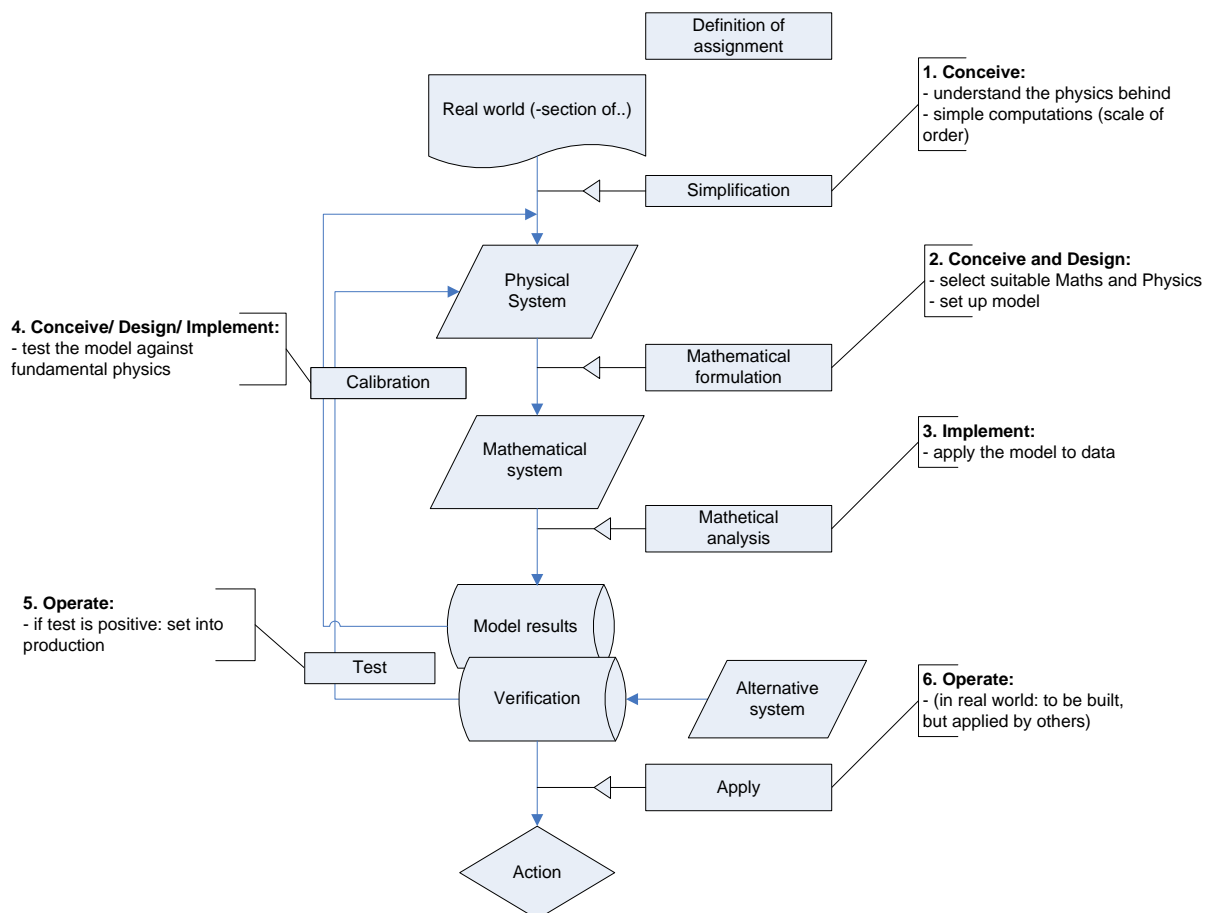 Definition of
assignment
Real world (-section of..)
1. Conceive:
- understand the physics behind
- simple computations (scale of
order)
Simplification
Physical
System
2. Conceive and Design:
- select suitable Maths and Physics
- set up model
4. Conceive/ Design/ Implement:
- test the model against
fundamental physics
Calibration
Mathematical
formulation
Mathematical
system
3. Implement:
- apply the model to data
Mathetical
analysis
5. Operate:
- if test is positive: set into
production
Model results
Test
Verification
Alternative
system
6. Operate:
- (in real world: to be built,
but applied by others)
Apply
Action